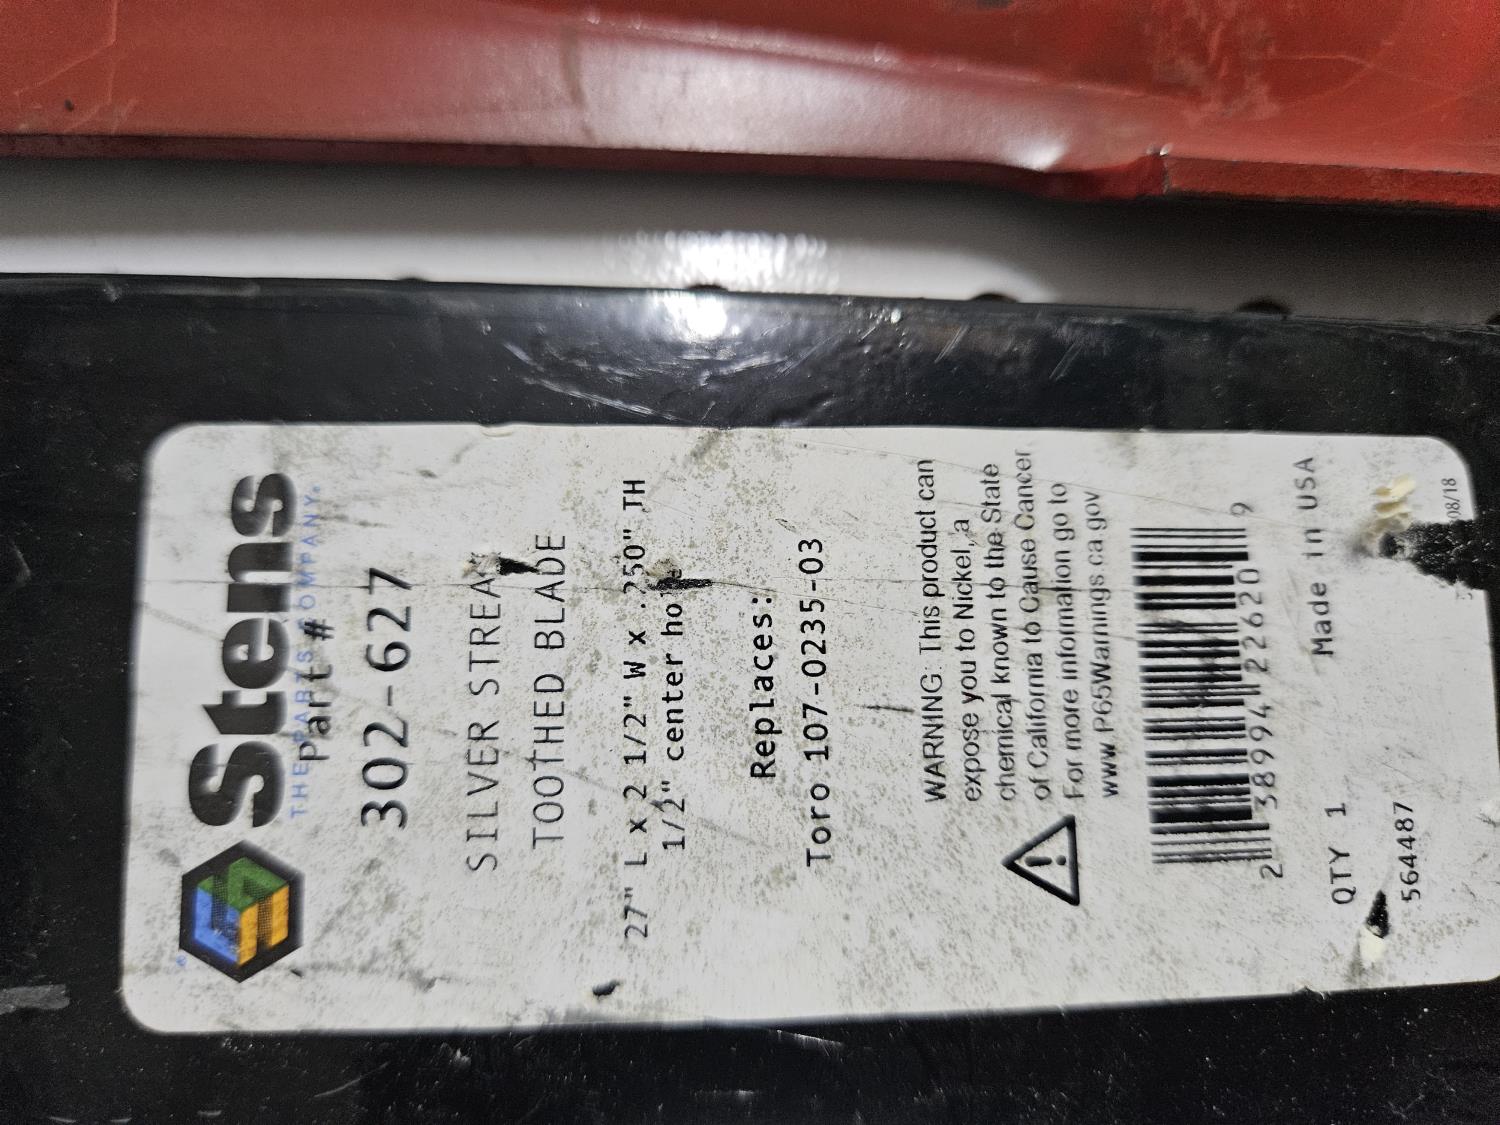 Stens®
THE PARTS COMPANY®
Part #
302-627
SILVER STREAK
TOOTHED BLADE
27" L x 2 1/2" W x .250" TH
1/2" center hole
Replaces:
Toro 107-0235-03
WARNING: This product can
expose you to Nickel, a
chemical known to the State
of California to Cause Cancer
For more information go to
www.P65Warnings.ca.gov
2 38994 22620 9
QTY 1
Made in USA
564487
08/18